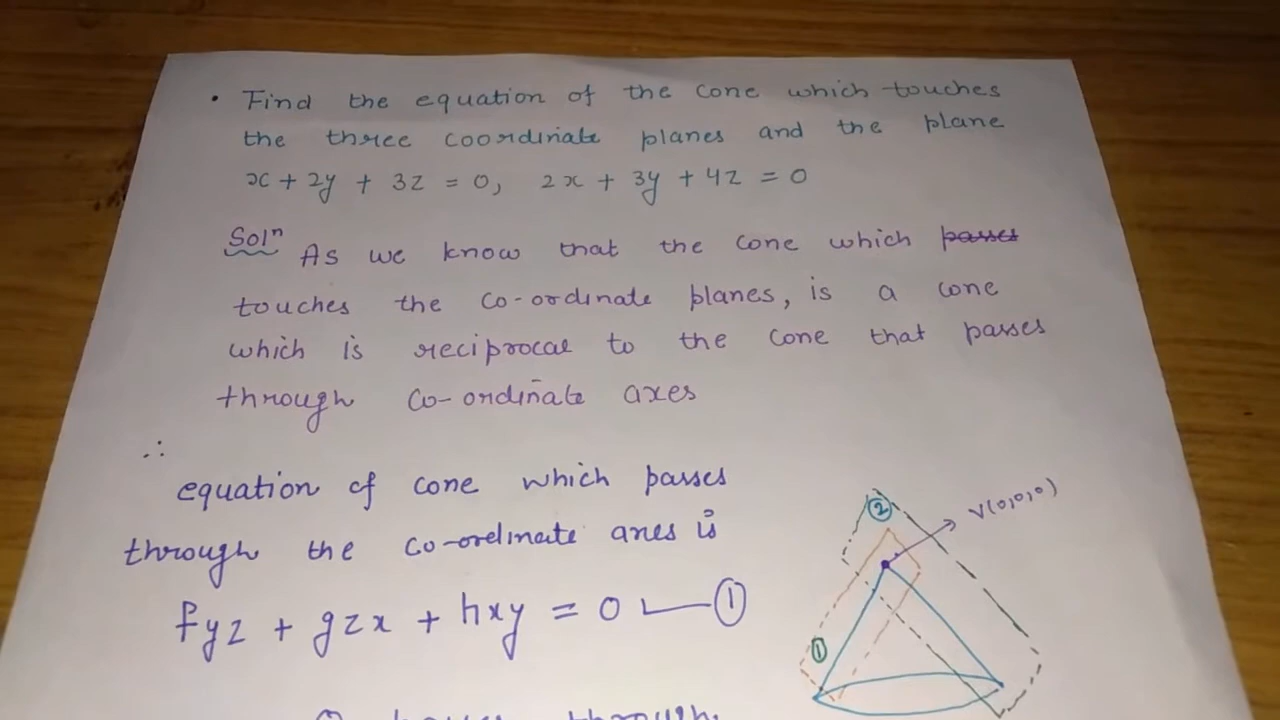 • Find the equation of the cone which touches
the three coordinate planes and the plane
x + 2y + 3z = 0, 2x + 3y + 4z = 0
Solⁿ As we know that the cone which passes
touches the co-ordinate planes, is a cone
which is reciprocal to the cone that passes
through co-ordinate axes
∴
equation of cone which passes
through the co-ordinate axes is
fyz + gzx + hxy = 0 — ①
②
V(0,0,0)
①
through